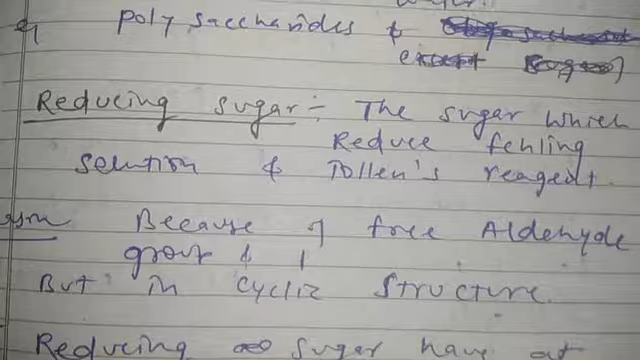 poly saccharides &
except
Reducing sugar:- The sugar which
Reduce fehling
solution & Tollen's reagent.
Because of free Aldehyde
group &
But in cyclic structure.
Reducing sugar have at